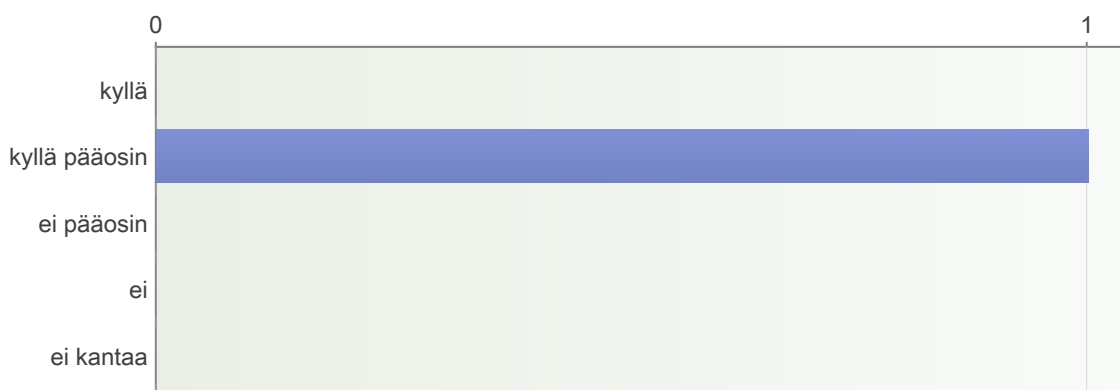 0 1
kyllä
kyllä pääosin
ei pääosin
ei
ei kantaa